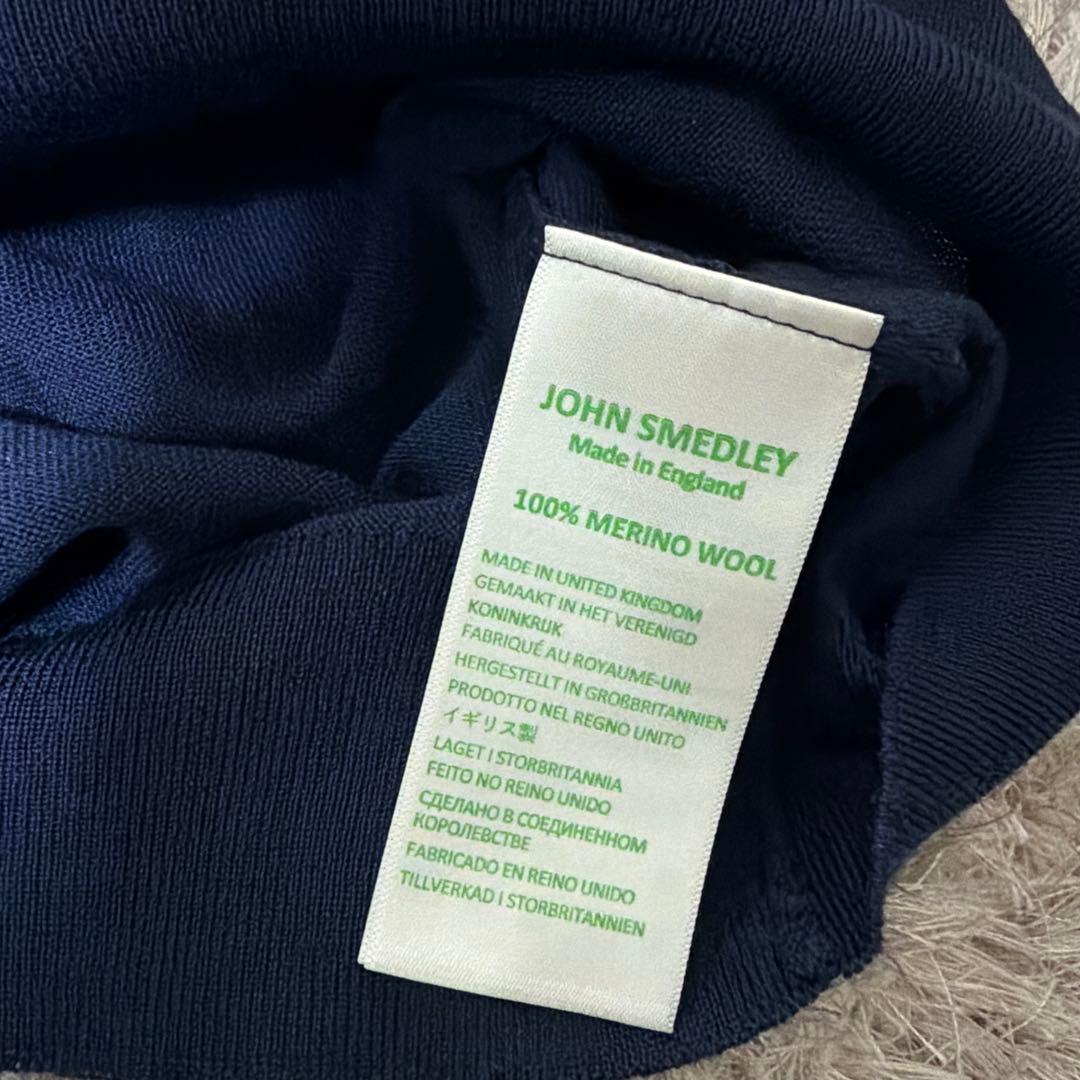 JOHN SMEDLEY
Made in England
100% MERINO WOOL
MADE IN UNITED KINGDOM
GEMAAKT IN HET VERENIGD
KONINKRIJK
FABRIQUÉ AU ROYAUME-UNI
HERGESTELLT IN GROßBRITANNIEN
PRODOTTO NEL REGNO UNITO
イギリス製
LAGET I STORBRITANNIA
FEITO NO REINO UNIDO
СДЕЛАНО В СОЕДИНЕННОМ
КОРОЛЕВСТВЕ
FABRICADO EN REINO UNIDO
TILLVERKAD I STORBRITANNIEN